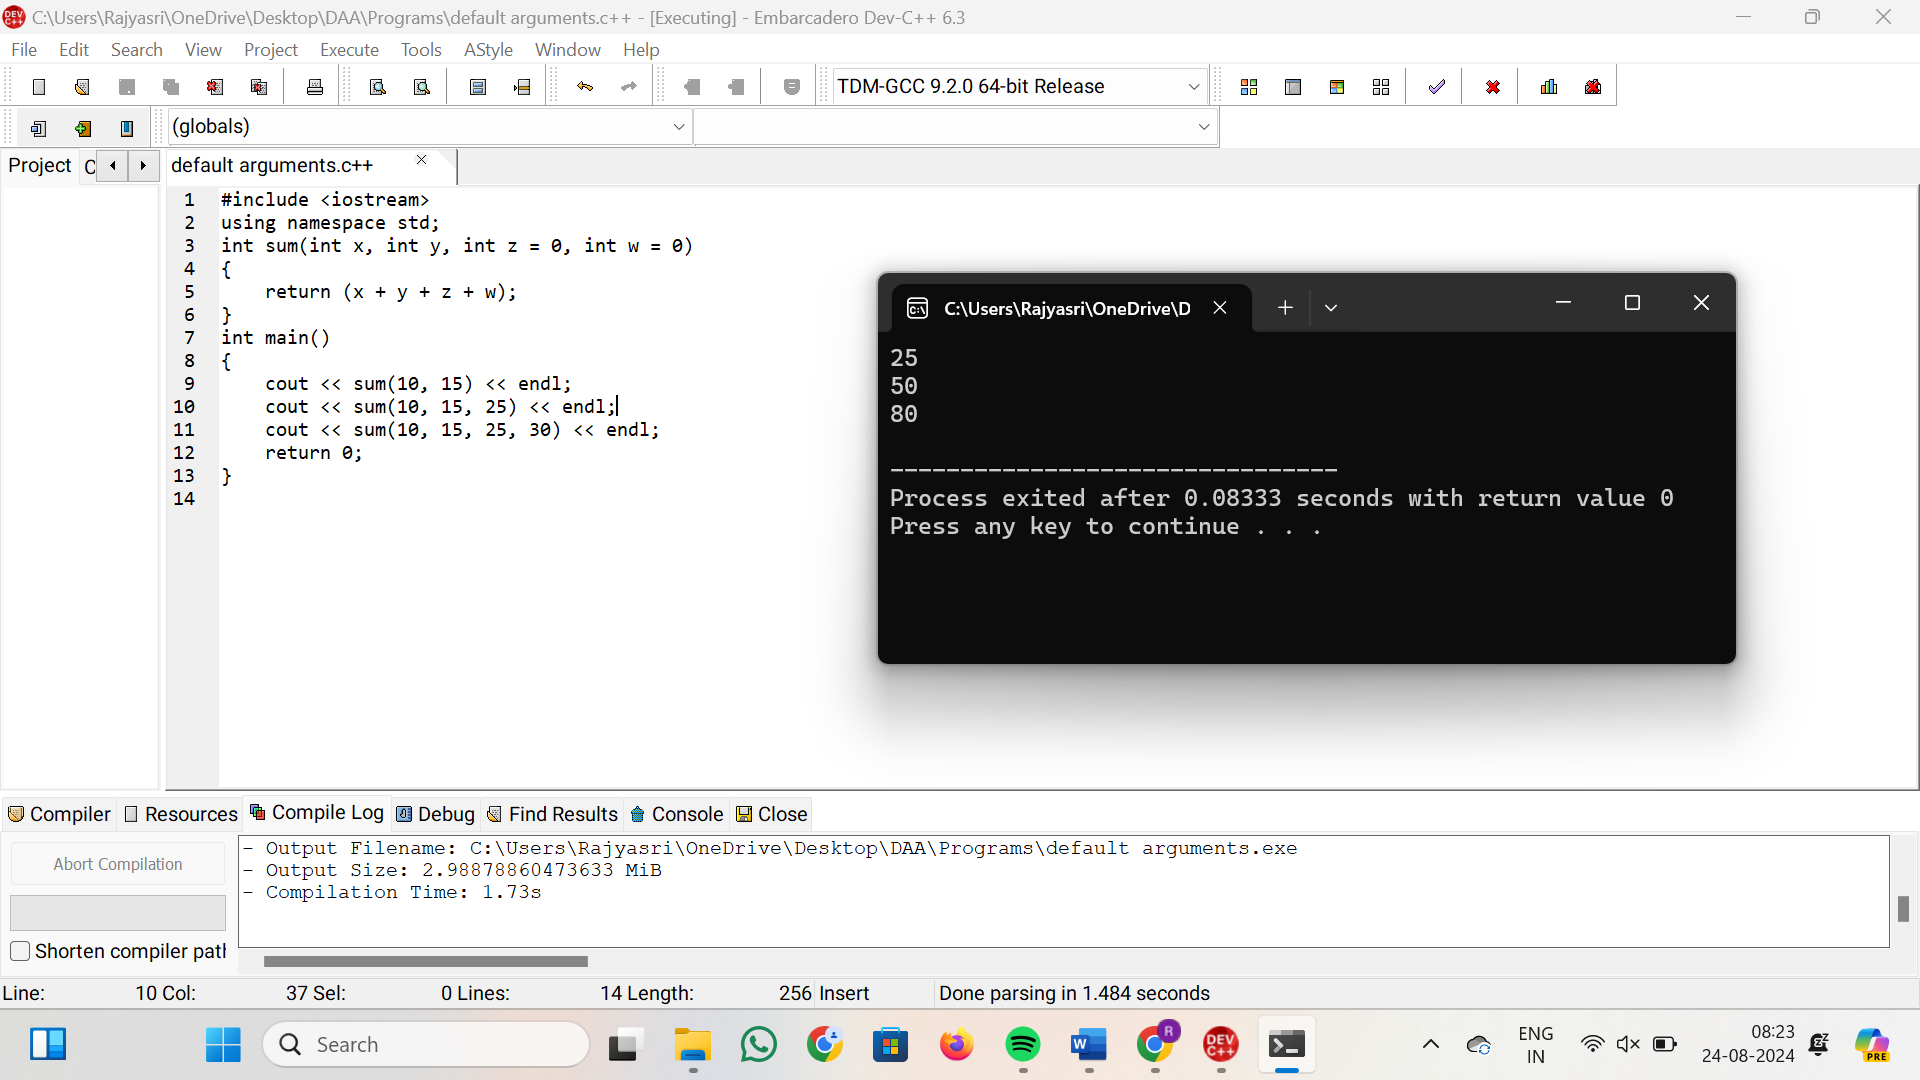 C:\Users\Rajyasri\OneDrive\Desktop\DAA\Programs\default arguments.c++ - [Executing] - Embarcadero Dev-C++ 6.3
File Edit Search View Project Execute Tools AStyle Window Help
TDM-GCC 9.2.0 64-bit Release
(globals)
Project C
default arguments.c++
1 #include <iostream>
2 using namespace std;
3 int sum(int x, int y, int z = 0, int w = 0)
4 {
5     return (x + y + z + w);
6 }
7 int main()
8 {
9     cout << sum(10, 15) << endl;
10     cout << sum(10, 15, 25) << endl;
11     cout << sum(10, 15, 25, 30) << endl;
12     return 0;
13 }
14
C:\Users\Rajyasri\OneDrive\D
25
50
80
--------------------------------
Process exited after 0.08333 seconds with return value 0
Press any key to continue . . .
Compiler Resources Compile Log Debug Find Results Console Close
Abort Compilation
Shorten compiler path
- Output Filename: C:\Users\Rajyasri\OneDrive\Desktop\DAA\Programs\default arguments.exe
- Output Size: 2.98878860473633 MiB
- Compilation Time: 1.73s
Line: 10 Col: 37 Sel: 0 Lines: 14 Length: 256 Insert Done parsing in 1.484 seconds
Search
R
DEV C++
ENG
IN
08:23
24-08-2024
PRE